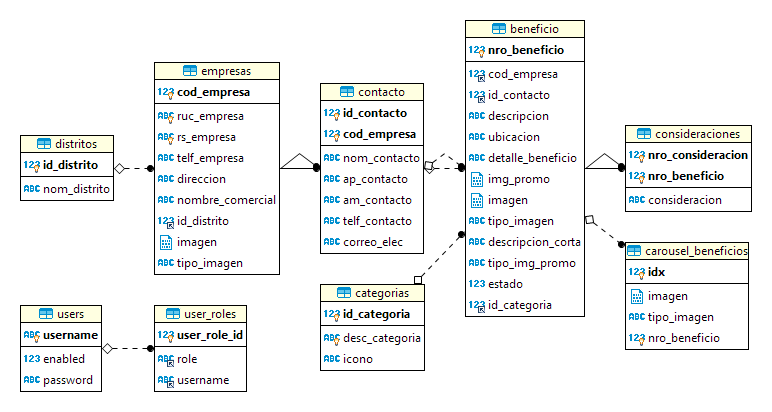 distritos
123 id_distrito
ABC nom_distrito
empresas
123 cod_empresa
ABC ruc_empresa
ABC rs_empresa
ABC telf_empresa
ABC direccion
ABC nombre_comercial
123 id_distrito
imagen
ABC tipo_imagen
contacto
123 id_contacto
123 cod_empresa
ABC nom_contacto
ABC ap_contacto
ABC am_contacto
ABC telf_contacto
ABC correo_elec
beneficio
123 nro_beneficio
123 cod_empresa
123 id_contacto
ABC descripcion
ABC ubicacion
ABC detalle_beneficio
img_promo
imagen
ABC tipo_imagen
ABC descripcion_corta
ABC tipo_img_promo
123 estado
123 id_categoria
consideraciones
123 nro_consideracion
123 nro_beneficio
ABC consideracion
carousel_beneficios
123 idx
imagen
ABC tipo_imagen
123 nro_beneficio
users
ABC username
123 enabled
ABC password
user_roles
123 user_role_id
ABC role
ABC username
categorias
123 id_categoria
ABC desc_categoria
ABC icono